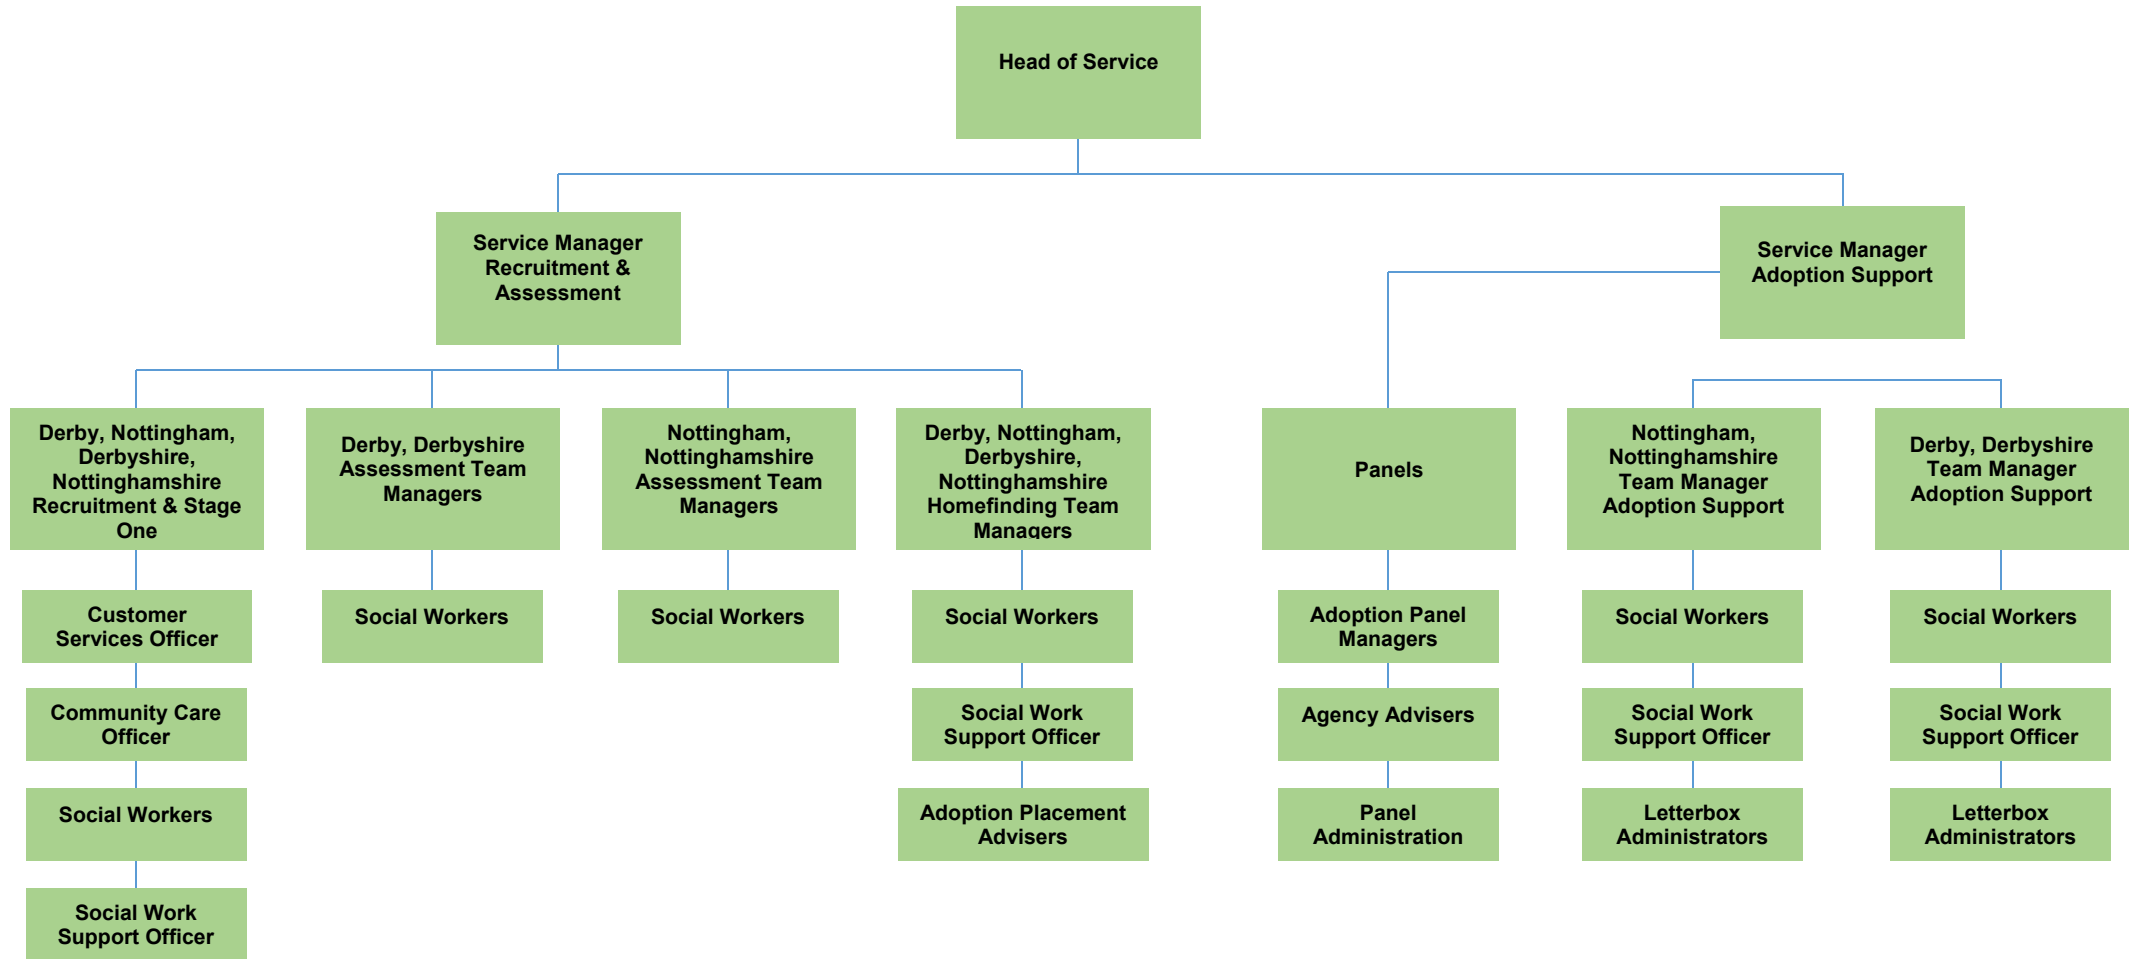 Head of Service
Service Manager
Recruitment &
Assessment
Service Manager
Adoption Support
Derby, Nottingham,
Derbyshire,
Nottinghamshire
Recruitment & Stage
One
Derby, Derbyshire
Assessment Team
Managers
Nottingham,
Nottinghamshire
Assessment Team
Managers
Derby, Nottingham,
Derbyshire,
Nottinghamshire
Homefinding Team
Managers
Panels
Nottingham,
Nottinghamshire
Team Manager
Adoption Support
Derby, Derbyshire
Team Manager
Adoption Support
Customer
Services Officer
Social Workers
Social Workers
Social Workers
Adoption Panel
Managers
Social Workers
Social Workers
Community Care
Officer
Social Work
Support Officer
Agency Advisers
Social Work
Support Officer
Social Work
Support Officer
Social Workers
Adoption Placement
Advisers
Panel
Administration
Letterbox
Administrators
Letterbox
Administrators
Social Work
Support Officer